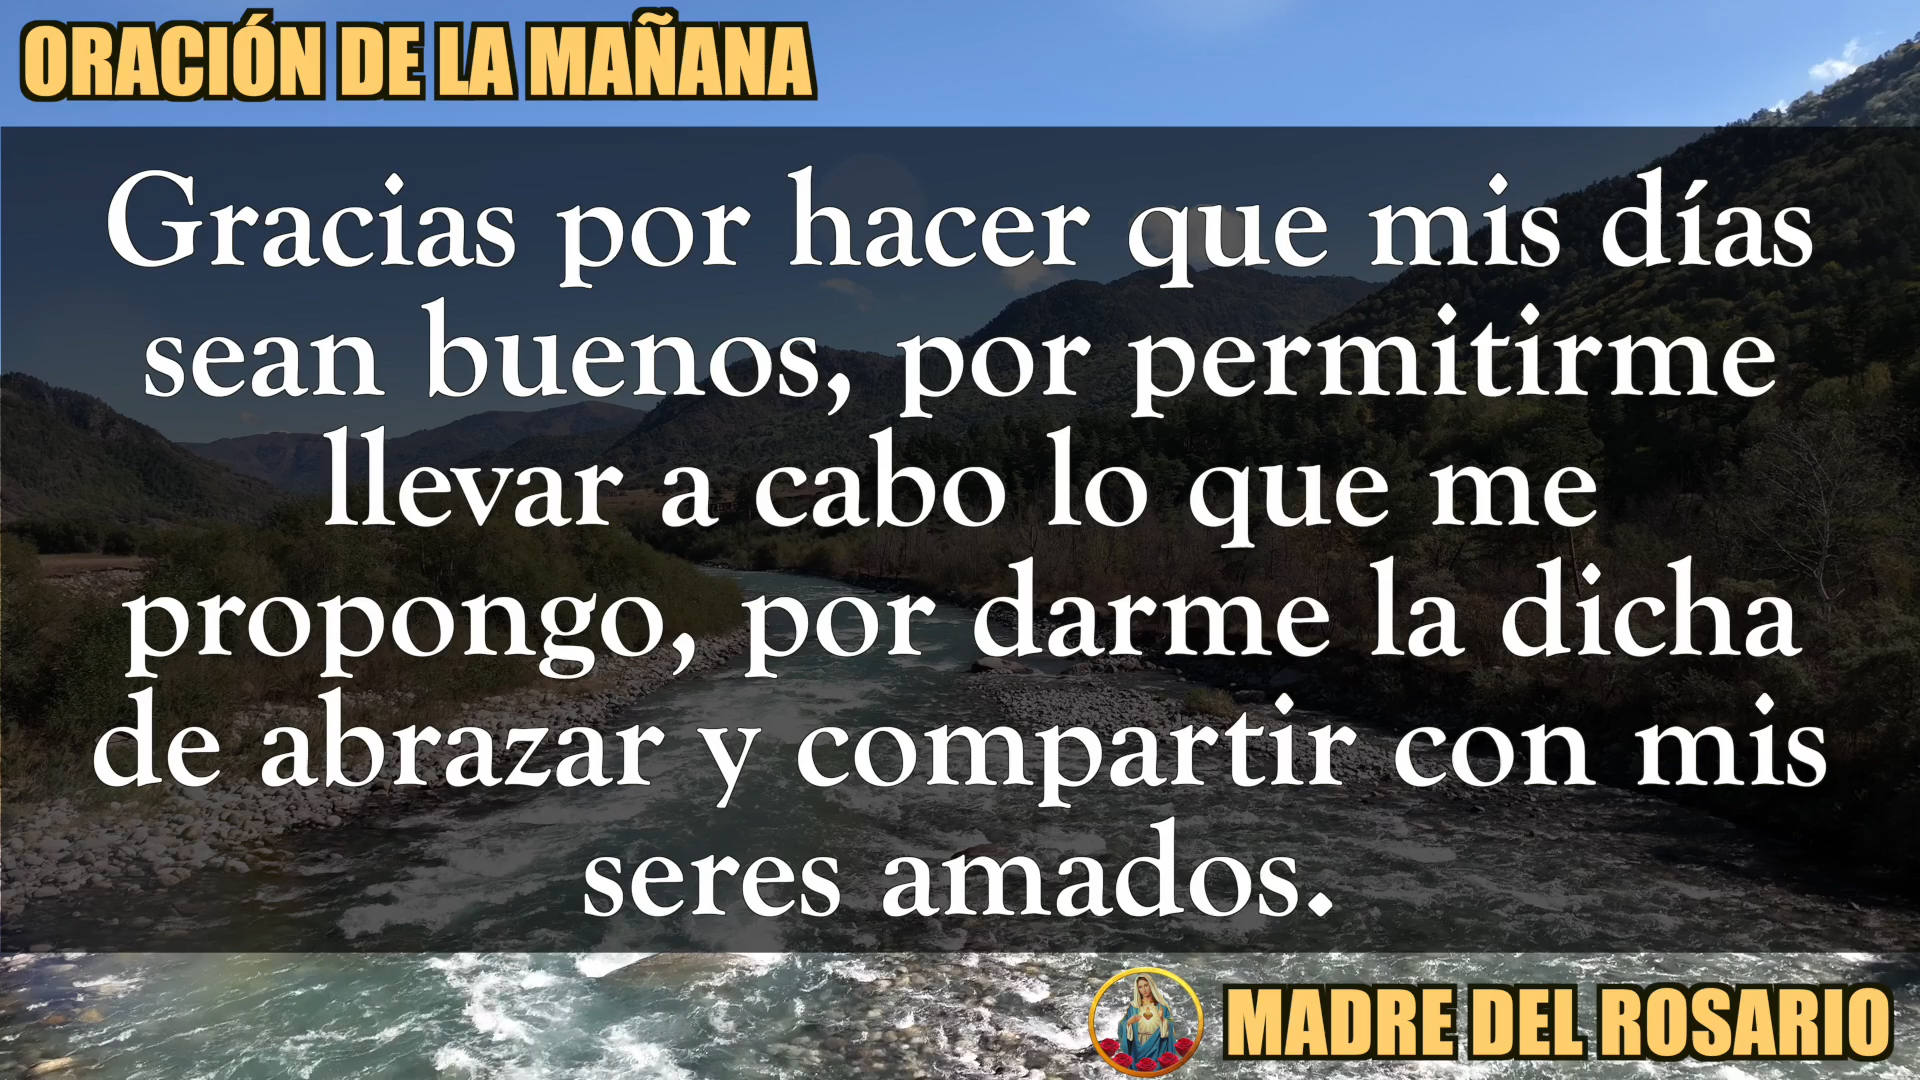 ORACIÓN DE LA MAÑANA
Gracias por hacer que mis días
sean buenos, por permitirme
llevar a cabo lo que me
propongo, por darme la dicha
de abrazar y compartir con mis
seres amados.
MADRE DEL ROSARIO